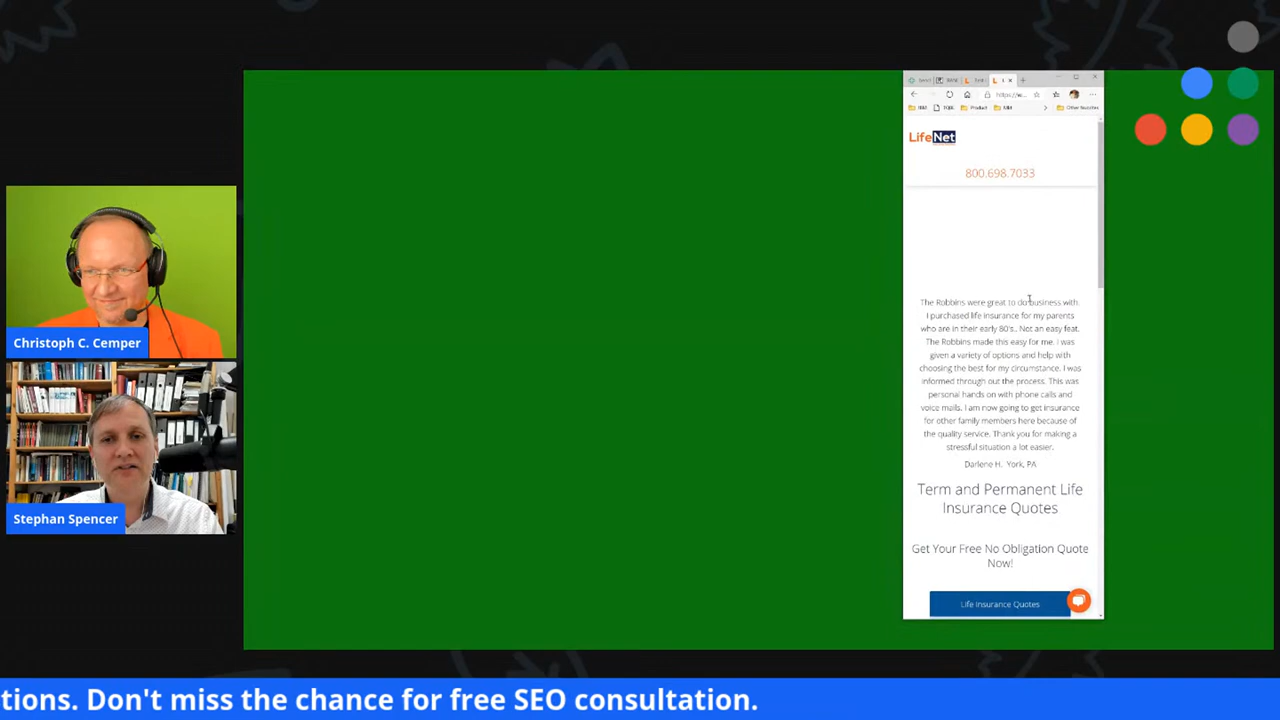 Christoph C. Cemper
Stephan Spencer
Product
Other favorites
LifeNet
800.698.7033
The Robbins were great to do business with.
I purchased life insurance for my parents
who are in their early 80's.. Not an easy feat.
The Robbins made this easy for me. I was
given a variety of options and help with
choosing the best for my circumstance. I was
informed through out the process. This was
personal hands on with phone calls and
voice mails. I am now going to get insurance
for other family members here because of
the quality service. Thank you for making a
stressful situation a lot easier.
Darlene H. York, PA
Term and Permanent Life
Insurance Quotes
Get Your Free No Obligation Quote
Now!
Life Insurance Quotes
tions. Don't miss the chance for free SEO consultation.